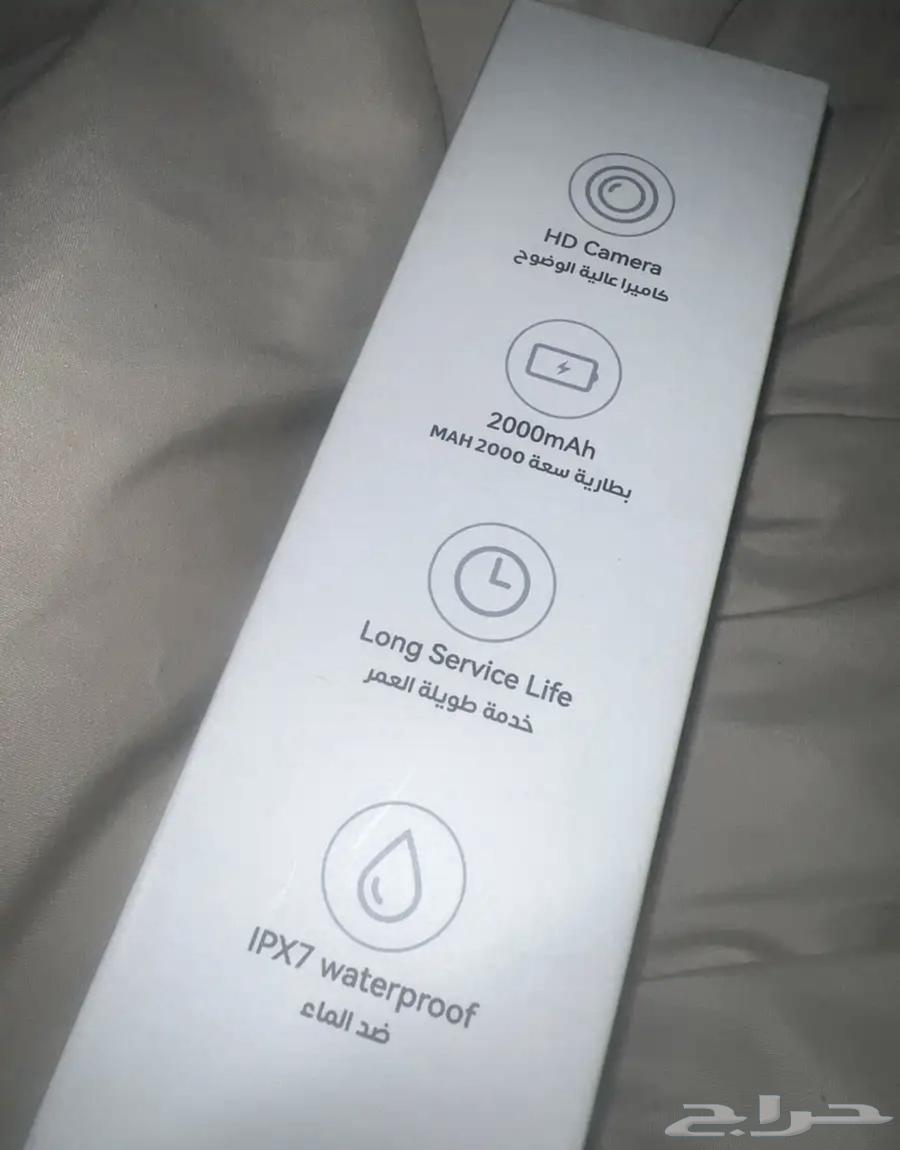 HD Camera
كاميرا عالية الوضوح
2000mAh
بطارية سعة 2000 MAH
Long Service Life
خدمة طويلة العمر
IPX7 waterproof
ضد الماء
حراج